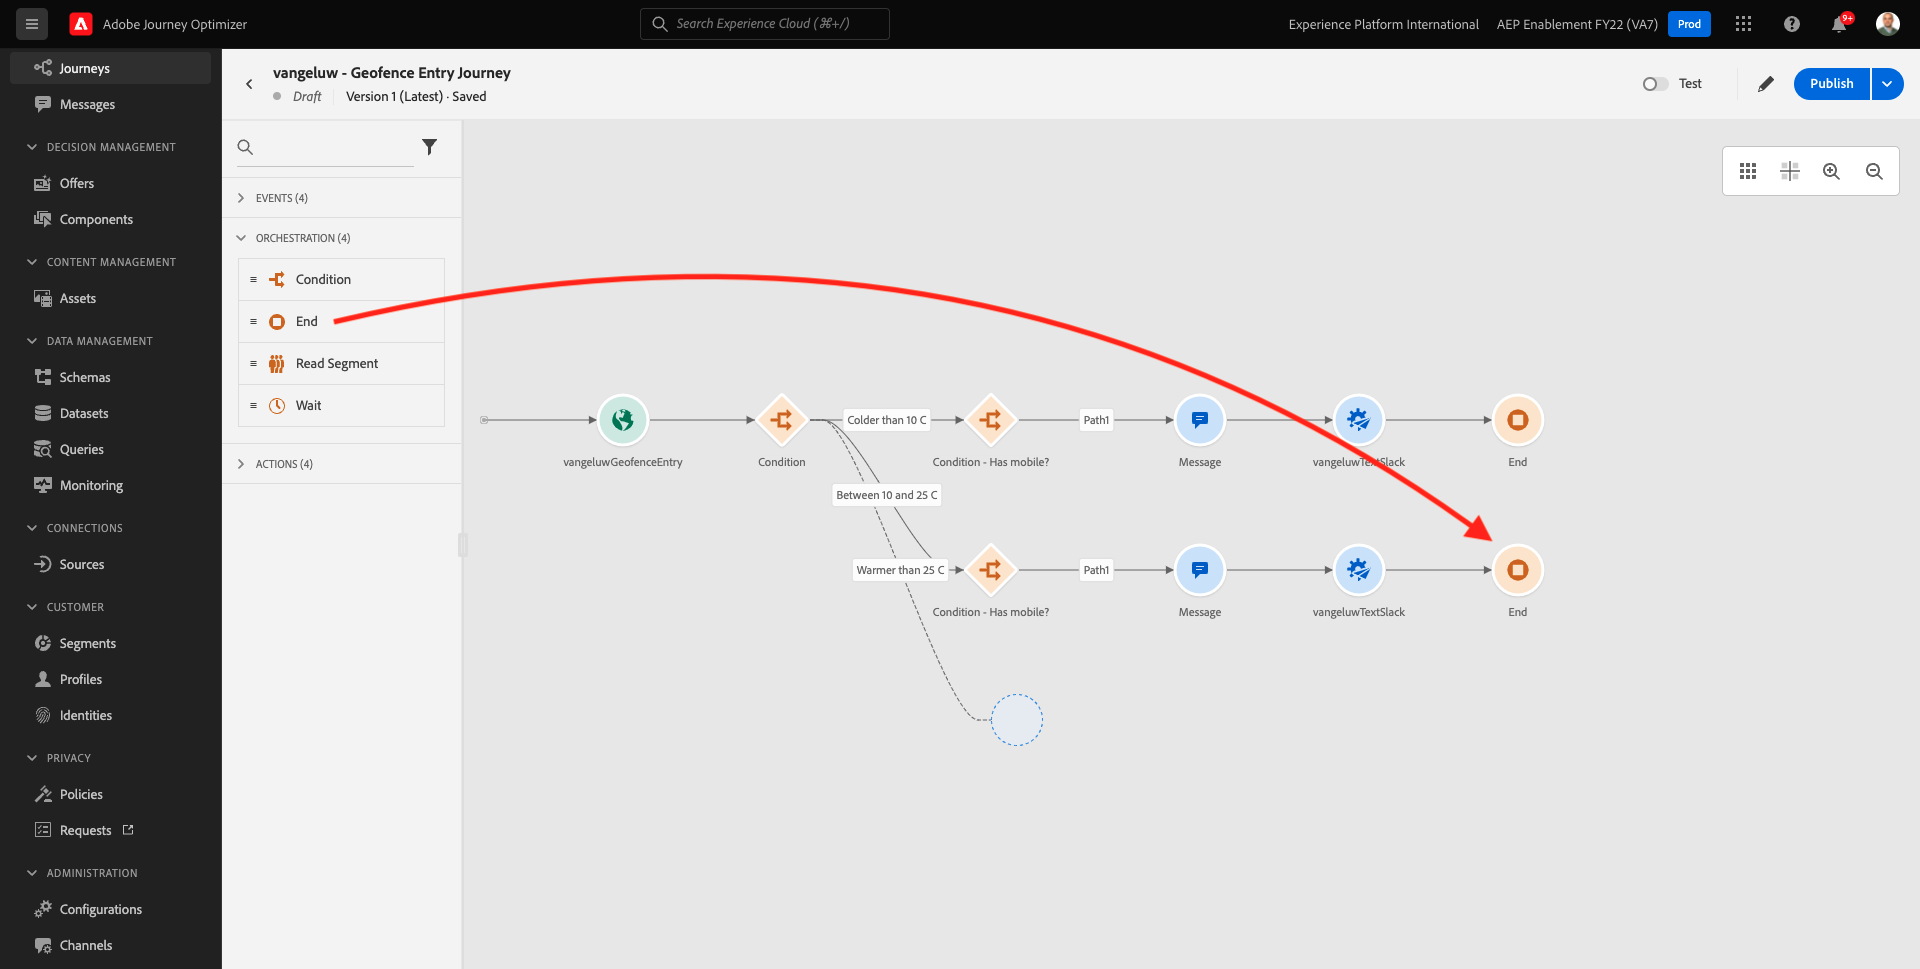 Adobe Journey Optimizer
Search Experience Cloud (⌘+/)
Experience Platform International
AEP Enablement FY22 (VA7)
Prod
9+
Journeys
Messages
DECISION MANAGEMENT
Offers
Components
CONTENT MANAGEMENT
Assets
DATA MANAGEMENT
Schemas
Datasets
Queries
Monitoring
CONNECTIONS
Sources
CUSTOMER
Segments
Profiles
Identities
PRIVACY
Policies
Requests
ADMINISTRATION
Configurations
Channels
vangeluw - Geofence Entry Journey
Draft
Version 1 (Latest) · Saved
Test
Publish
EVENTS (4)
ORCHESTRATION (4)
Condition
End
Read Segment
Wait
ACTIONS (4)
Colder than 10 C
Path1
vangeluwGeofenceEntry
Condition
Condition - Has mobile?
Message
vangeluwTextSlack
End
Between 10 and 25 C
Warmer than 25 C
Path1
Condition - Has mobile?
Message
vangeluwTextSlack
End